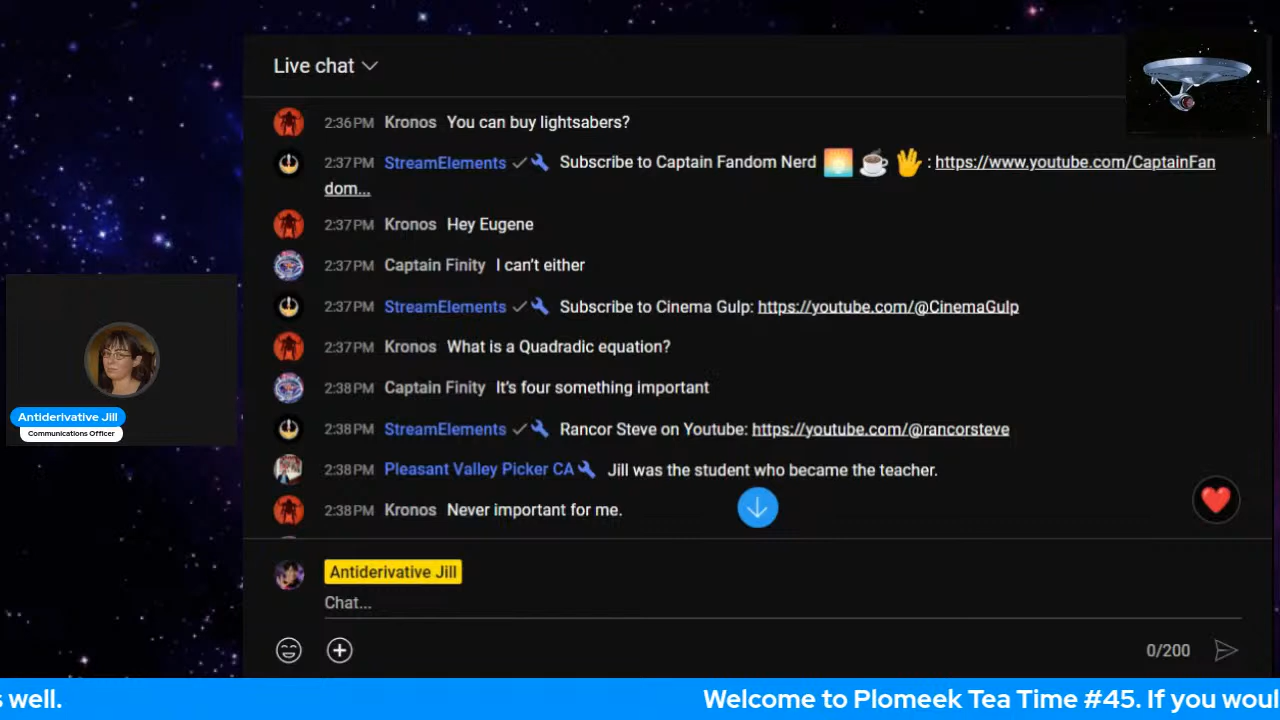 Live chat
2:36PM Kronos You can buy lightsabers?
2:37PM StreamElements Subscribe to Captain Fandom Nerd 🌅 ☕ 🖖 : https://www.youtube.com/CaptainFan
dom...
2:37PM Kronos Hey Eugene
2:37PM Captain Finity I can't either
2:37PM StreamElements Subscribe to Cinema Gulp: https://youtube.com/@CinemaGulp
2:37PM Kronos What is a Quadradic equation?
2:38PM Captain Finity It's four something important
2:38PM StreamElements Rancor Steve on Youtube: https://youtube.com/@rancorsteve
2:38PM Pleasant Valley Picker CA Jill was the student who became the teacher.
2:38PM Kronos Never important for me.
Antiderivative Jill
Communications Officer
Antiderivative Jill
Chat...
0/200
s well.
Welcome to Plomeek Tea Time #45. If you woul